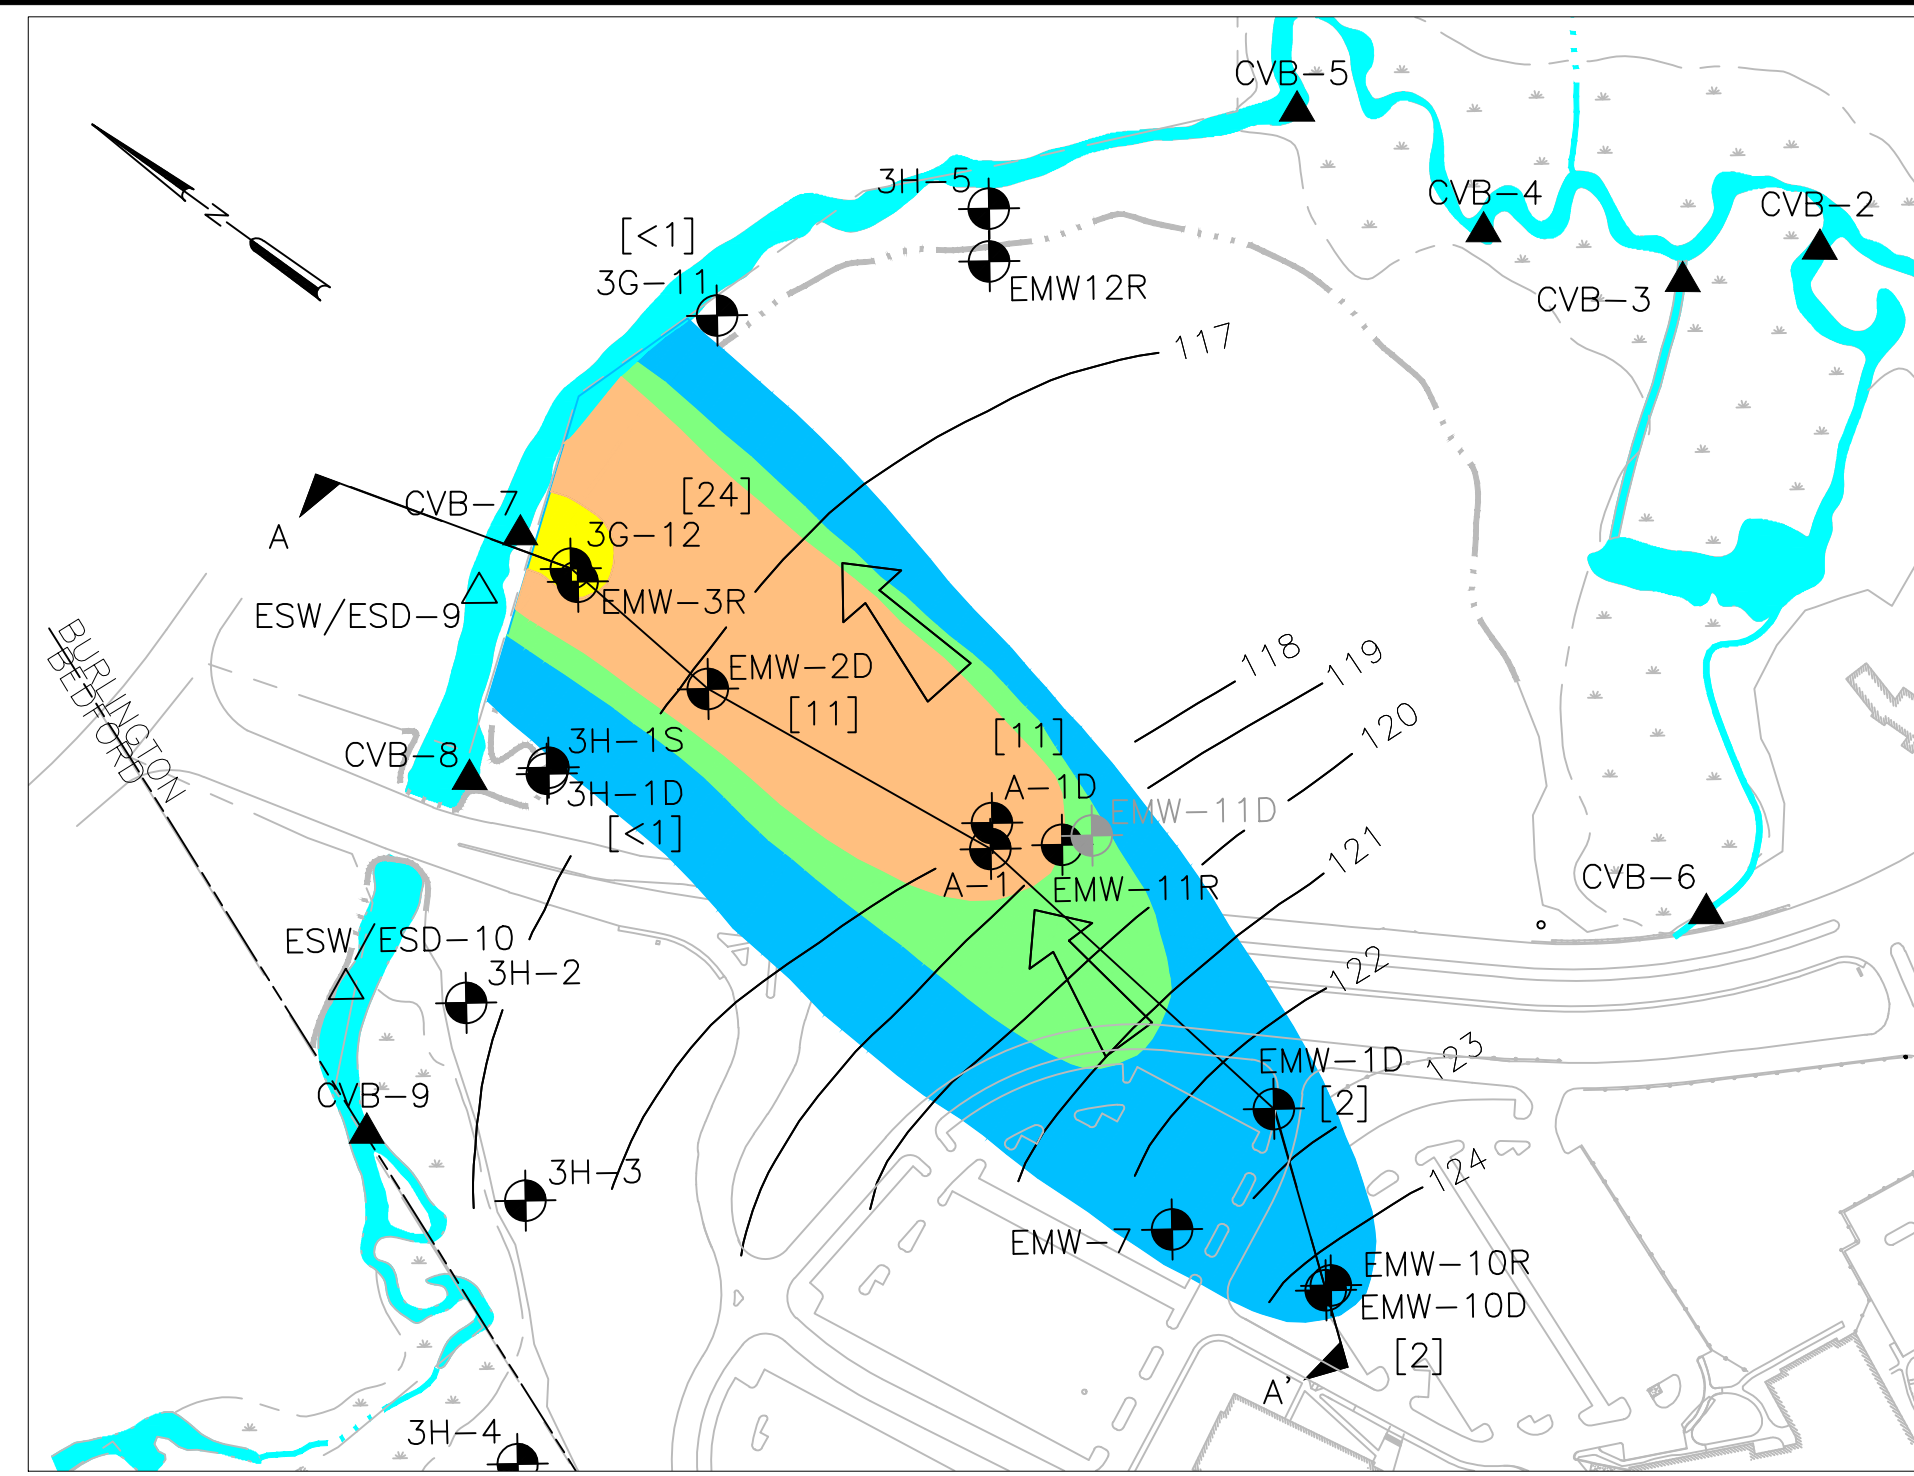 CVB-5
3H-5
CVB-4
CVB-2
N
[<1]
3G-11
EMW12R
CVB-3
117
[24]
CVB-7
A
3G-12
EMW-3R
ESW/ESD-9
BURLINGTON
BEDFORD
EMW-2D
118
119
[11]
[11]
120
3H-1S
CVB-8
A-1D
3H-1D
EMW-11D
[<1]
121
A-1
EMW-11R
CVB-6
ESW/ESD-10
3H-2
122
EMW-1D
123
CVB-9
[2]
3H-3
124
EMW-7
EMW-10R
EMW-10D
[2]
A'
3H-4